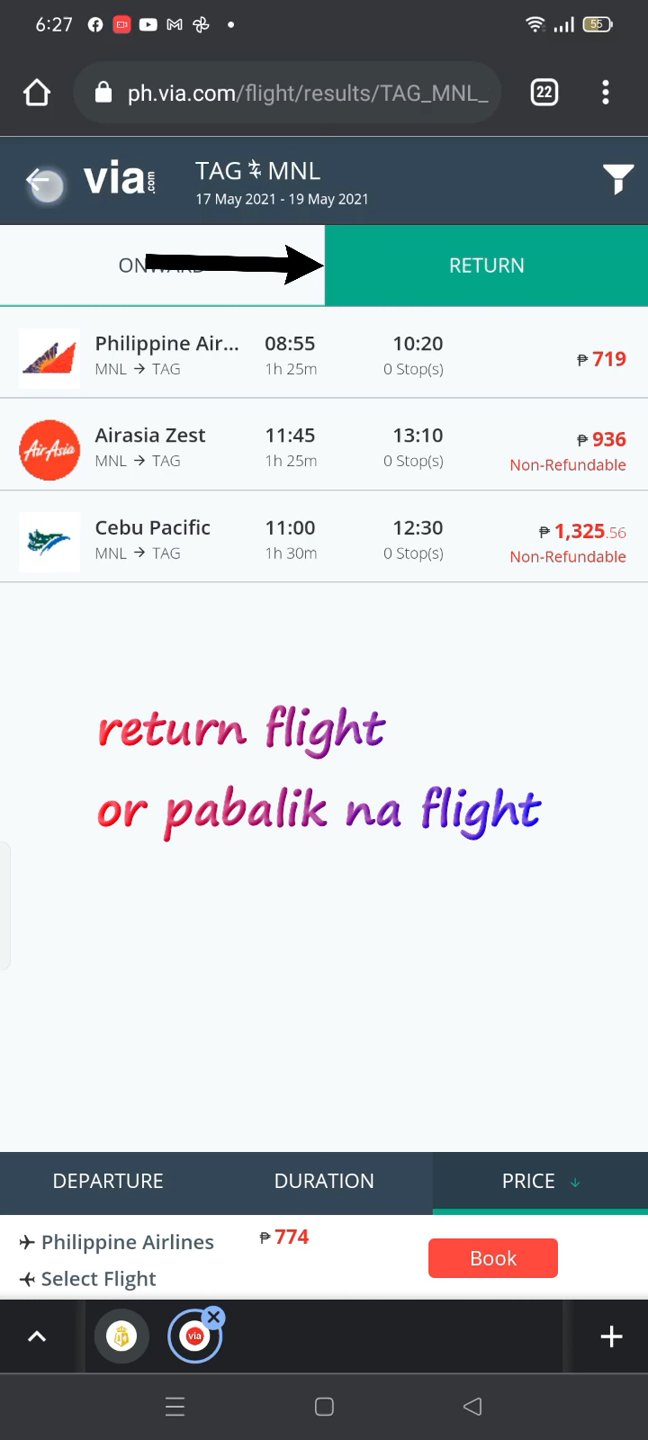 6:27
55
ph.via.com/flight/results/TAG_MNL_
22
via.com
TAG MNL
17 May 2021 - 19 May 2021
ONWARD
RETURN
Philippine Air... 08:55 10:20 ₱ 719
MNL → TAG 1h 25m 0 Stop(s)
AirAsia
Airasia Zest 11:45 13:10 ₱ 936
MNL → TAG 1h 25m 0 Stop(s) Non-Refundable
Cebu Pacific 11:00 12:30 ₱ 1,325.56
MNL → TAG 1h 30m 0 Stop(s) Non-Refundable
return flight
or pabalik na flight
DEPARTURE DURATION PRICE ↓
Philippine Airlines ₱ 774
Book
Select Flight
via